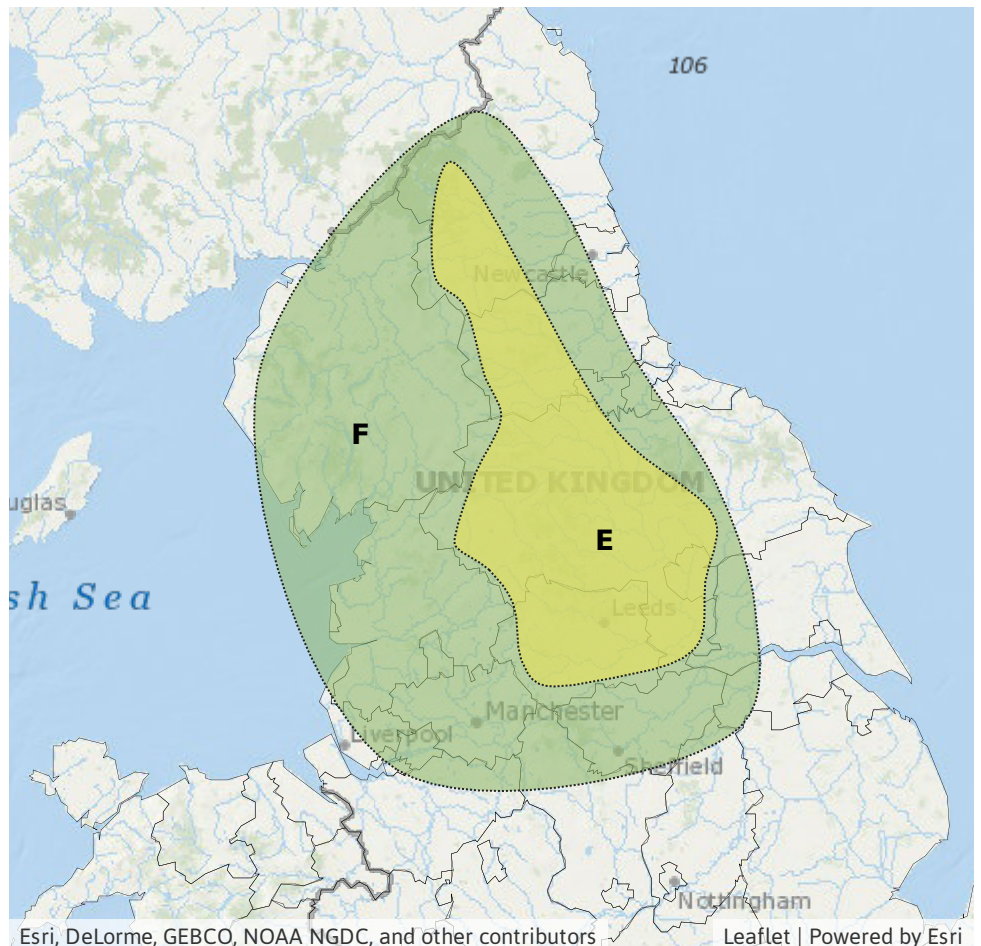 106
Newcastle
F
UNITED KINGDOM
uglas
E
sh Sea
Leeds
Manchester
Liverpool
Sheffield
Nottingham
Esri, DeLorme, GEBCO, NOAA NGDC, and other contributors
Leaflet | Powered by Esri